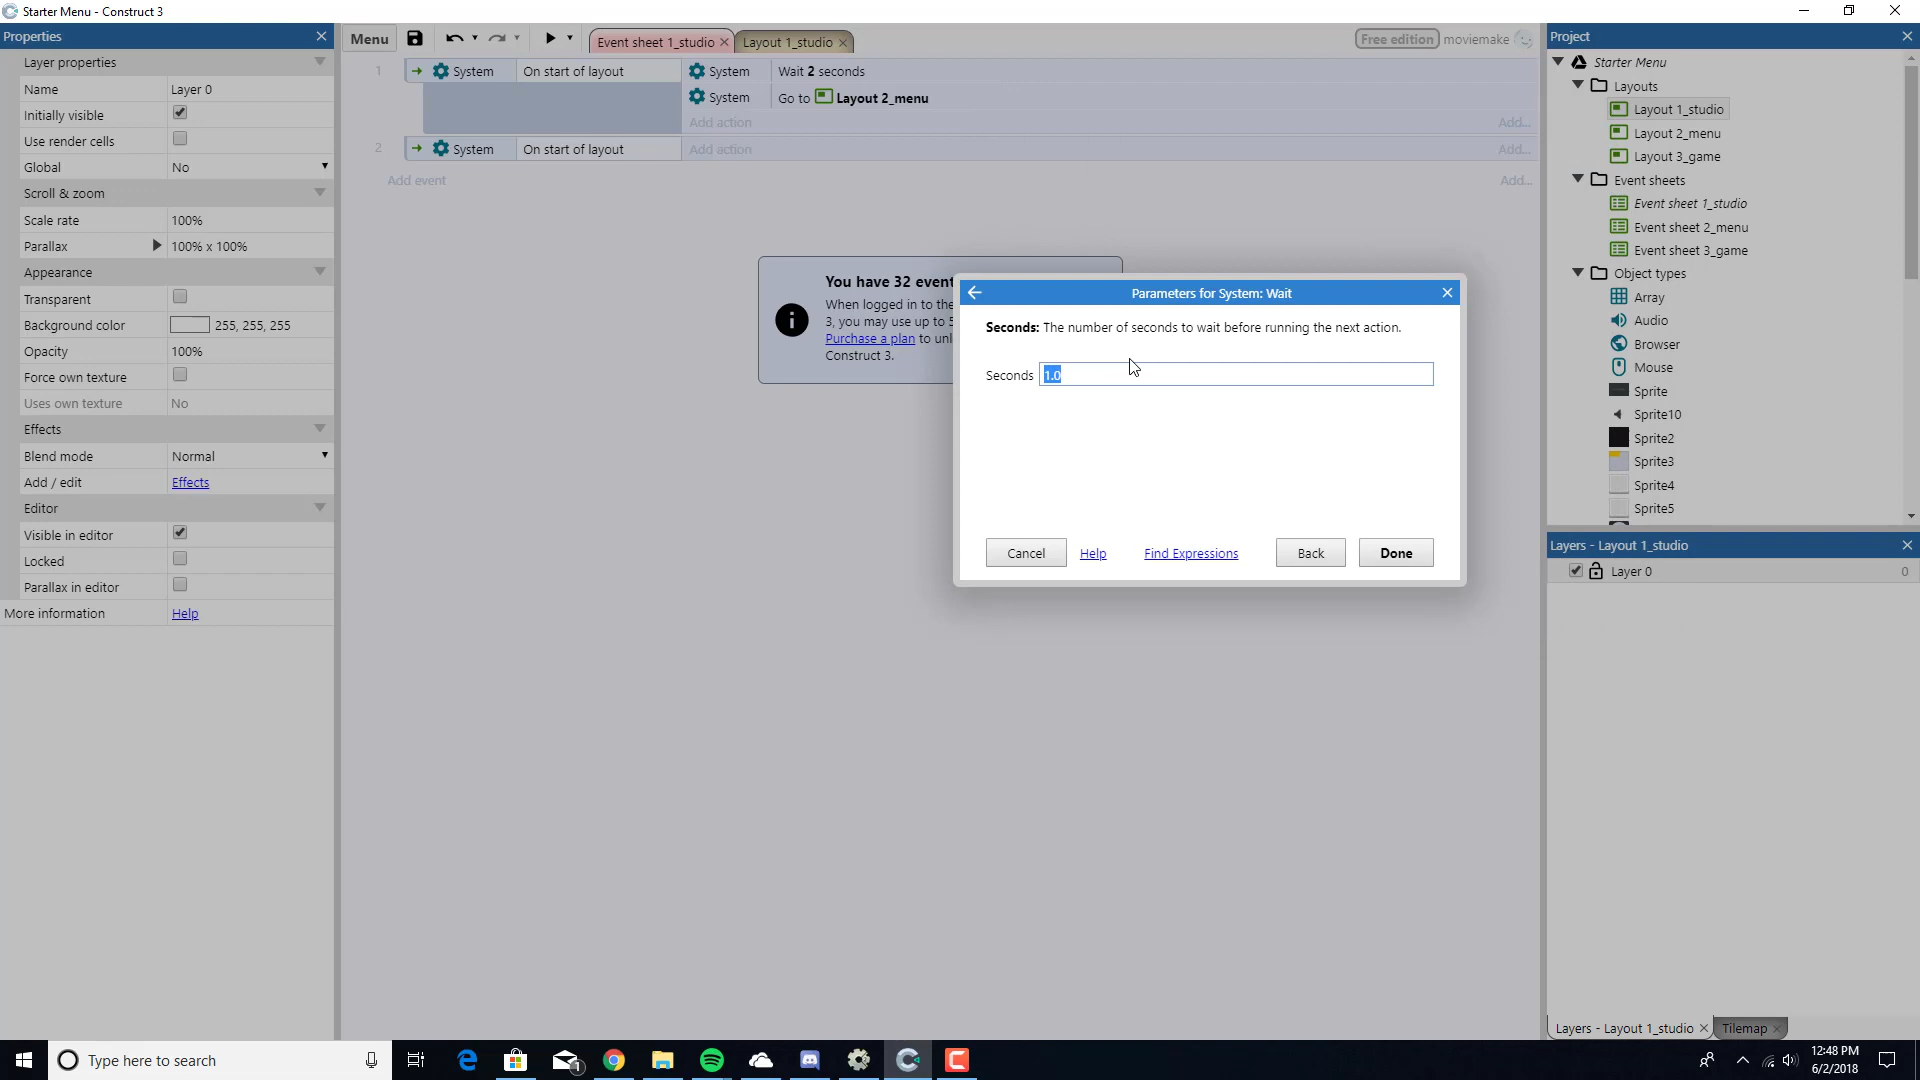 Starter Menu - Construct 3
Properties
Layer properties
Name Layer 0
Initially visible
Use render cells
Global No
Scroll & zoom
Scale rate 100%
Parallax 100% x 100%
Appearance
Transparent
Background color 255, 255, 255
Opacity 100%
Force own texture
Uses own texture No
Effects
Blend mode Normal
Add / edit Effects
Editor
Visible in editor
Locked
Parallax in editor
More information Help
Menu
Event sheet 1_studio
Layout 1_studio
Free edition moviemake
1 System On start of layout System Wait 2 seconds
System Go to Layout 2_menu
Add action Add...
2 System On start of layout Add action Add...
Add event Add...
You have 32 event
When logged in to the
3, you may use up to 5
Purchase a plan to unl
Construct 3.
Parameters for System: Wait
Seconds: The number of seconds to wait before running the next action.
Seconds 1.0
Cancel Help Find Expressions Back Done
Project
Starter Menu
Layouts
Layout 1_studio
Layout 2_menu
Layout 3_game
Event sheets
Event sheet 1_studio
Event sheet 2_menu
Event sheet 3_game
Object types
Array
Audio
Browser
Mouse
Sprite
Sprite10
Sprite2
Sprite3
Sprite4
Sprite5
Layers - Layout 1_studio
Layer 0 0
Layers - Layout 1_studio Tilemap
Type here to search
1
12:48 PM
6/2/2018